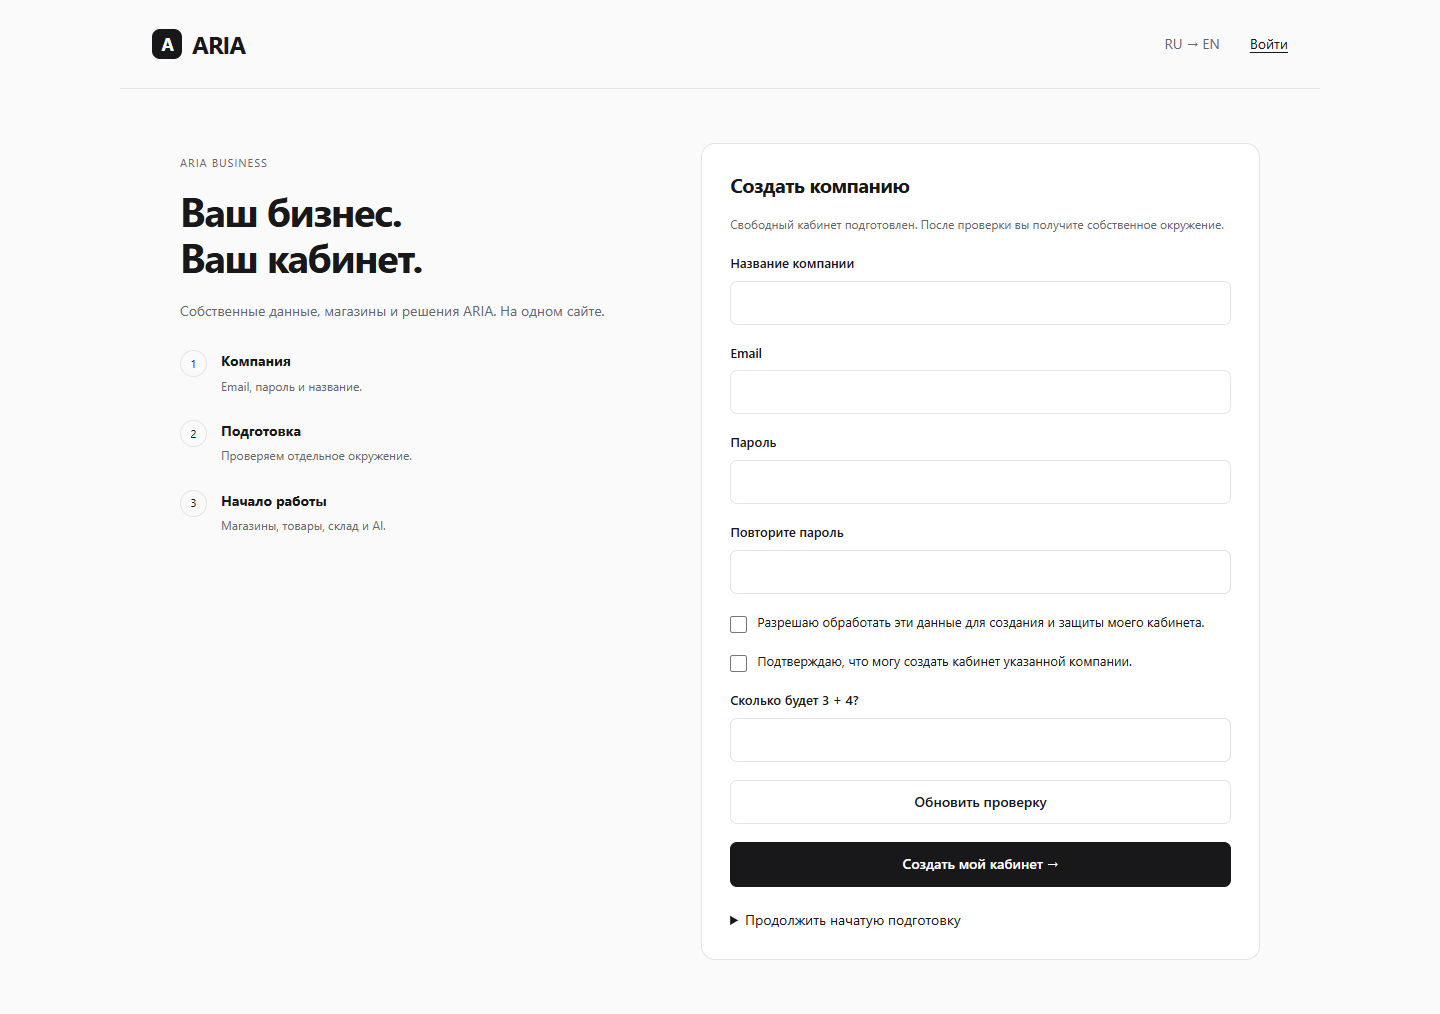 A ARIA
RU → EN
Войти
ARIA BUSINESS
Ваш бизнес.
Ваш кабинет.
Собственные данные, магазины и решения ARIA. На одном сайте.
1
Компания
Email, пароль и название.
2
Подготовка
Проверяем отдельное окружение.
3
Начало работы
Магазины, товары, склад и AI.
Создать компанию
Свободный кабинет подготовлен. После проверки вы получите собственное окружение.
Название компании
Email
Пароль
Повторите пароль
Разрешаю обработать эти данные для создания и защиты моего кабинета.
Подтверждаю, что могу создать кабинет указанной компании.
Сколько будет 3 + 4?
Обновить проверку
Создать мой кабинет →
Продолжить начатую подготовку